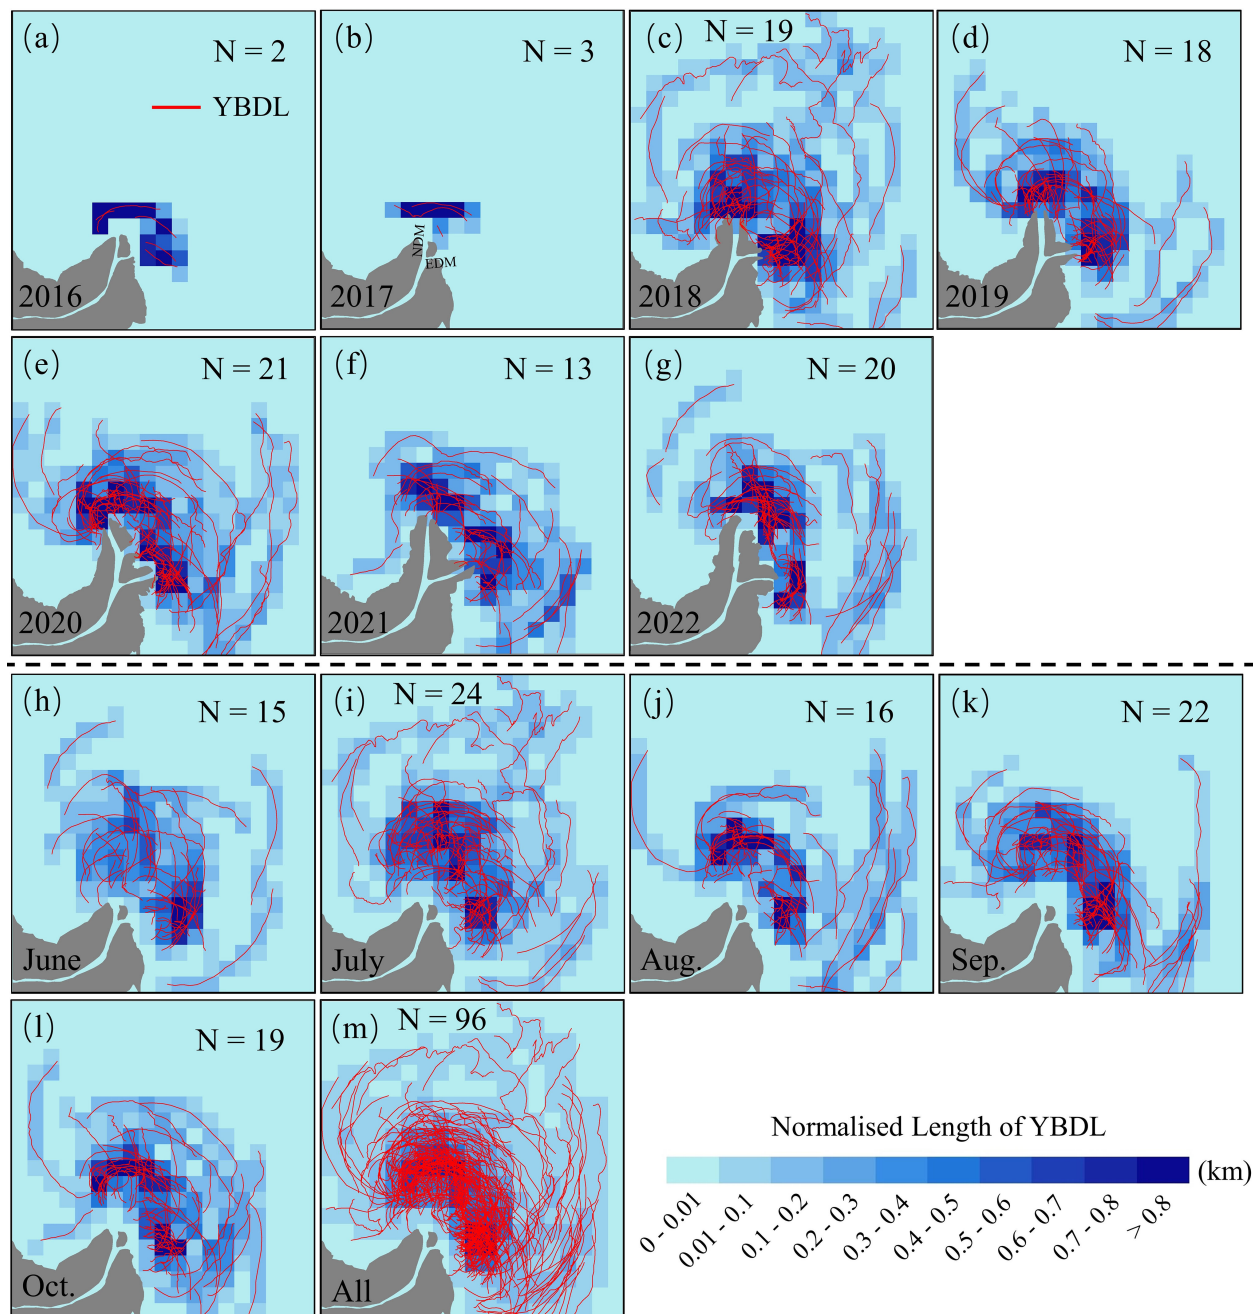 (a)
N = 2
YBDL
2016
(b)
N = 3
NDM
EDM
2017
(c)
N = 19
2018
(d)
N = 18
2019
(e)
N = 21
2020
(f)
N = 13
2021
(g)
N = 20
2022
(h)
N = 15
June
(i)
N = 24
July
(j)
N = 16
Aug.
(k)
N = 22
Sep.
(l)
N = 19
Oct.
(m)
N = 96
All
Normalised Length of YBDL
(km)
0 - 0.01
0.01 - 0.1
0.1 - 0.2
0.2 - 0.3
0.3 - 0.4
0.4 - 0.5
0.5 - 0.6
0.6 - 0.7
0.7 - 0.8
> 0.8